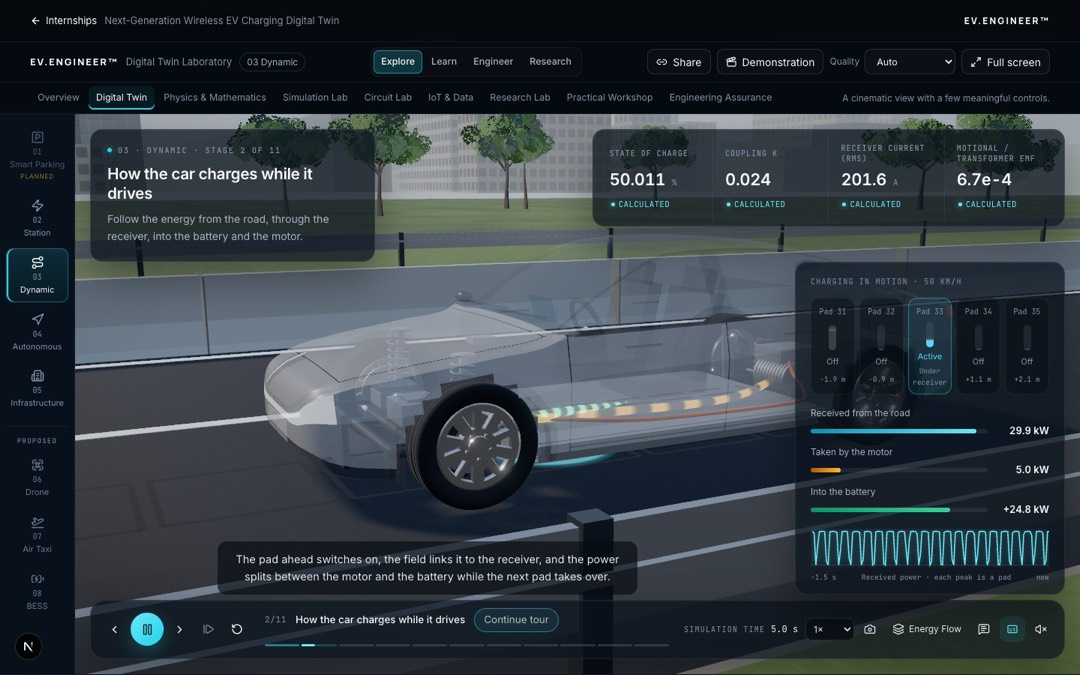 ← Internships Next-Generation Wireless EV Charging Digital Twin EV.ENGINEER™
EV.ENGINEER™ Digital Twin Laboratory 03 Dynamic Explore Learn Engineer Research Share Demonstration Quality Auto Full screen
Overview Digital Twin Physics & Mathematics Simulation Lab Circuit Lab IoT & Data Research Lab Practical Workshop Engineering Assurance A cinematic view with a few meaningful controls.
01
Smart Parking
PLANNED
02
Station
03
Dynamic
04
Autonomous
05
Infrastructure
PROPOSED
06
Drone
07
Air Taxi
08
BESS
N
03 · DYNAMIC · STAGE 2 OF 11
How the car charges while it
drives
Follow the energy from the road, through the
receiver, into the battery and the motor.
STATE OF CHARGE
50.011 %
CALCULATED
COUPLING K
0.024
CALCULATED
RECEIVER CURRENT
(RMS)
201.6 A
CALCULATED
MOTIONAL /
TRANSFORMER EMF
6.7e-4
CALCULATED
CHARGING IN MOTION · 50 KM/H
Pad 31 Pad 32 Pad 33 Pad 34 Pad 35
Off Off Active Off Off
-1.9 m -0.9 m Under +1.1 m +2.1 m
receiver
Received from the road
29.9 kW
Taken by the motor
5.0 kW
Into the battery
+24.8 kW
-1.5 s Received power · each peak is a pad now
The pad ahead switches on, the field links it to the receiver, and the power
splits between the motor and the battery while the next pad takes over.
2/11 How the car charges while it drives Continue tour SIMULATION TIME 5.0 s 1× Energy Flow